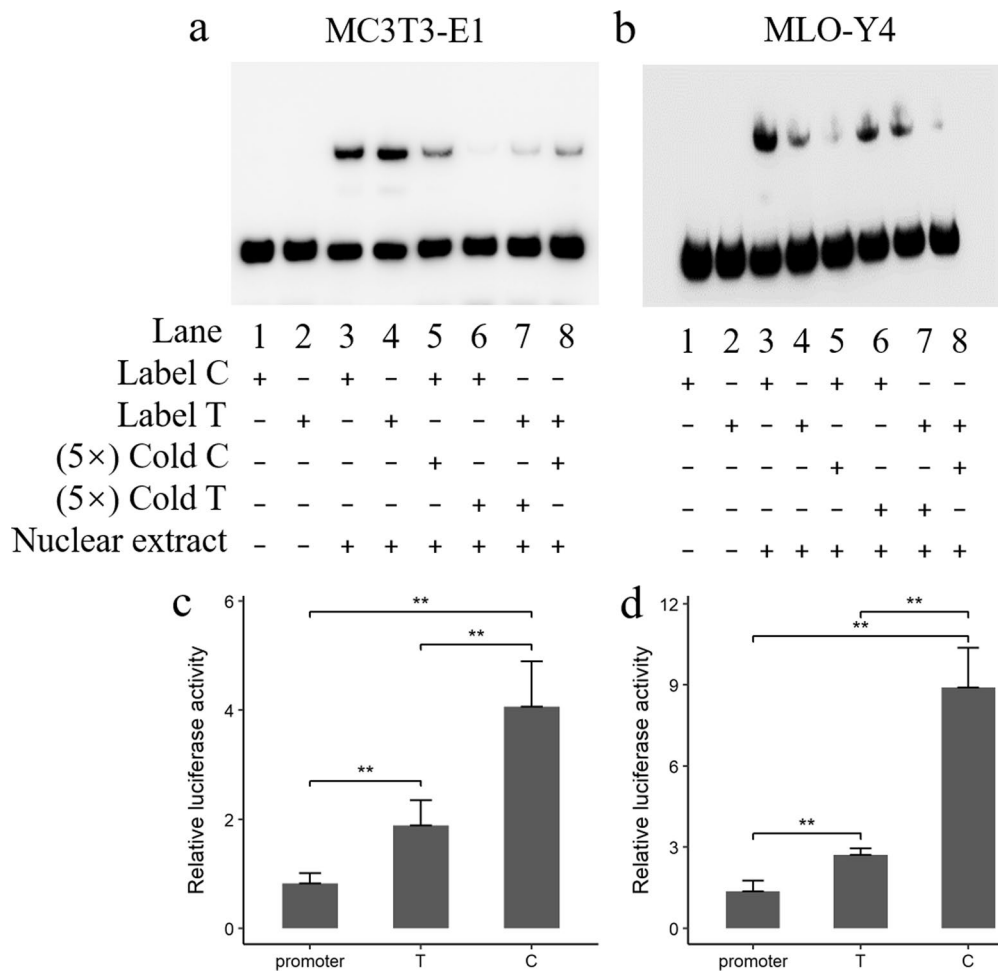 a MC3T3-E1 b MLO-Y4
Lane 1 2 3 4 5 6 7 8 1 2 3 4 5 6 7 8
Label C + − + − + + − − + − + − + + − −
Label T − + − + − − + + − + − + − − + +
(5×) Cold C − − − − + − − + − − − − + − − +
(5×) Cold T − − − − − + + − − − − − − + + −
Nuclear extract − − + + + + + + − − + + + + + +
c d
Relative luciferase activity
6
4
2
0
**
**
**
promoter T C
Relative luciferase activity
12
9
6
3
0
**
**
**
promoter T C